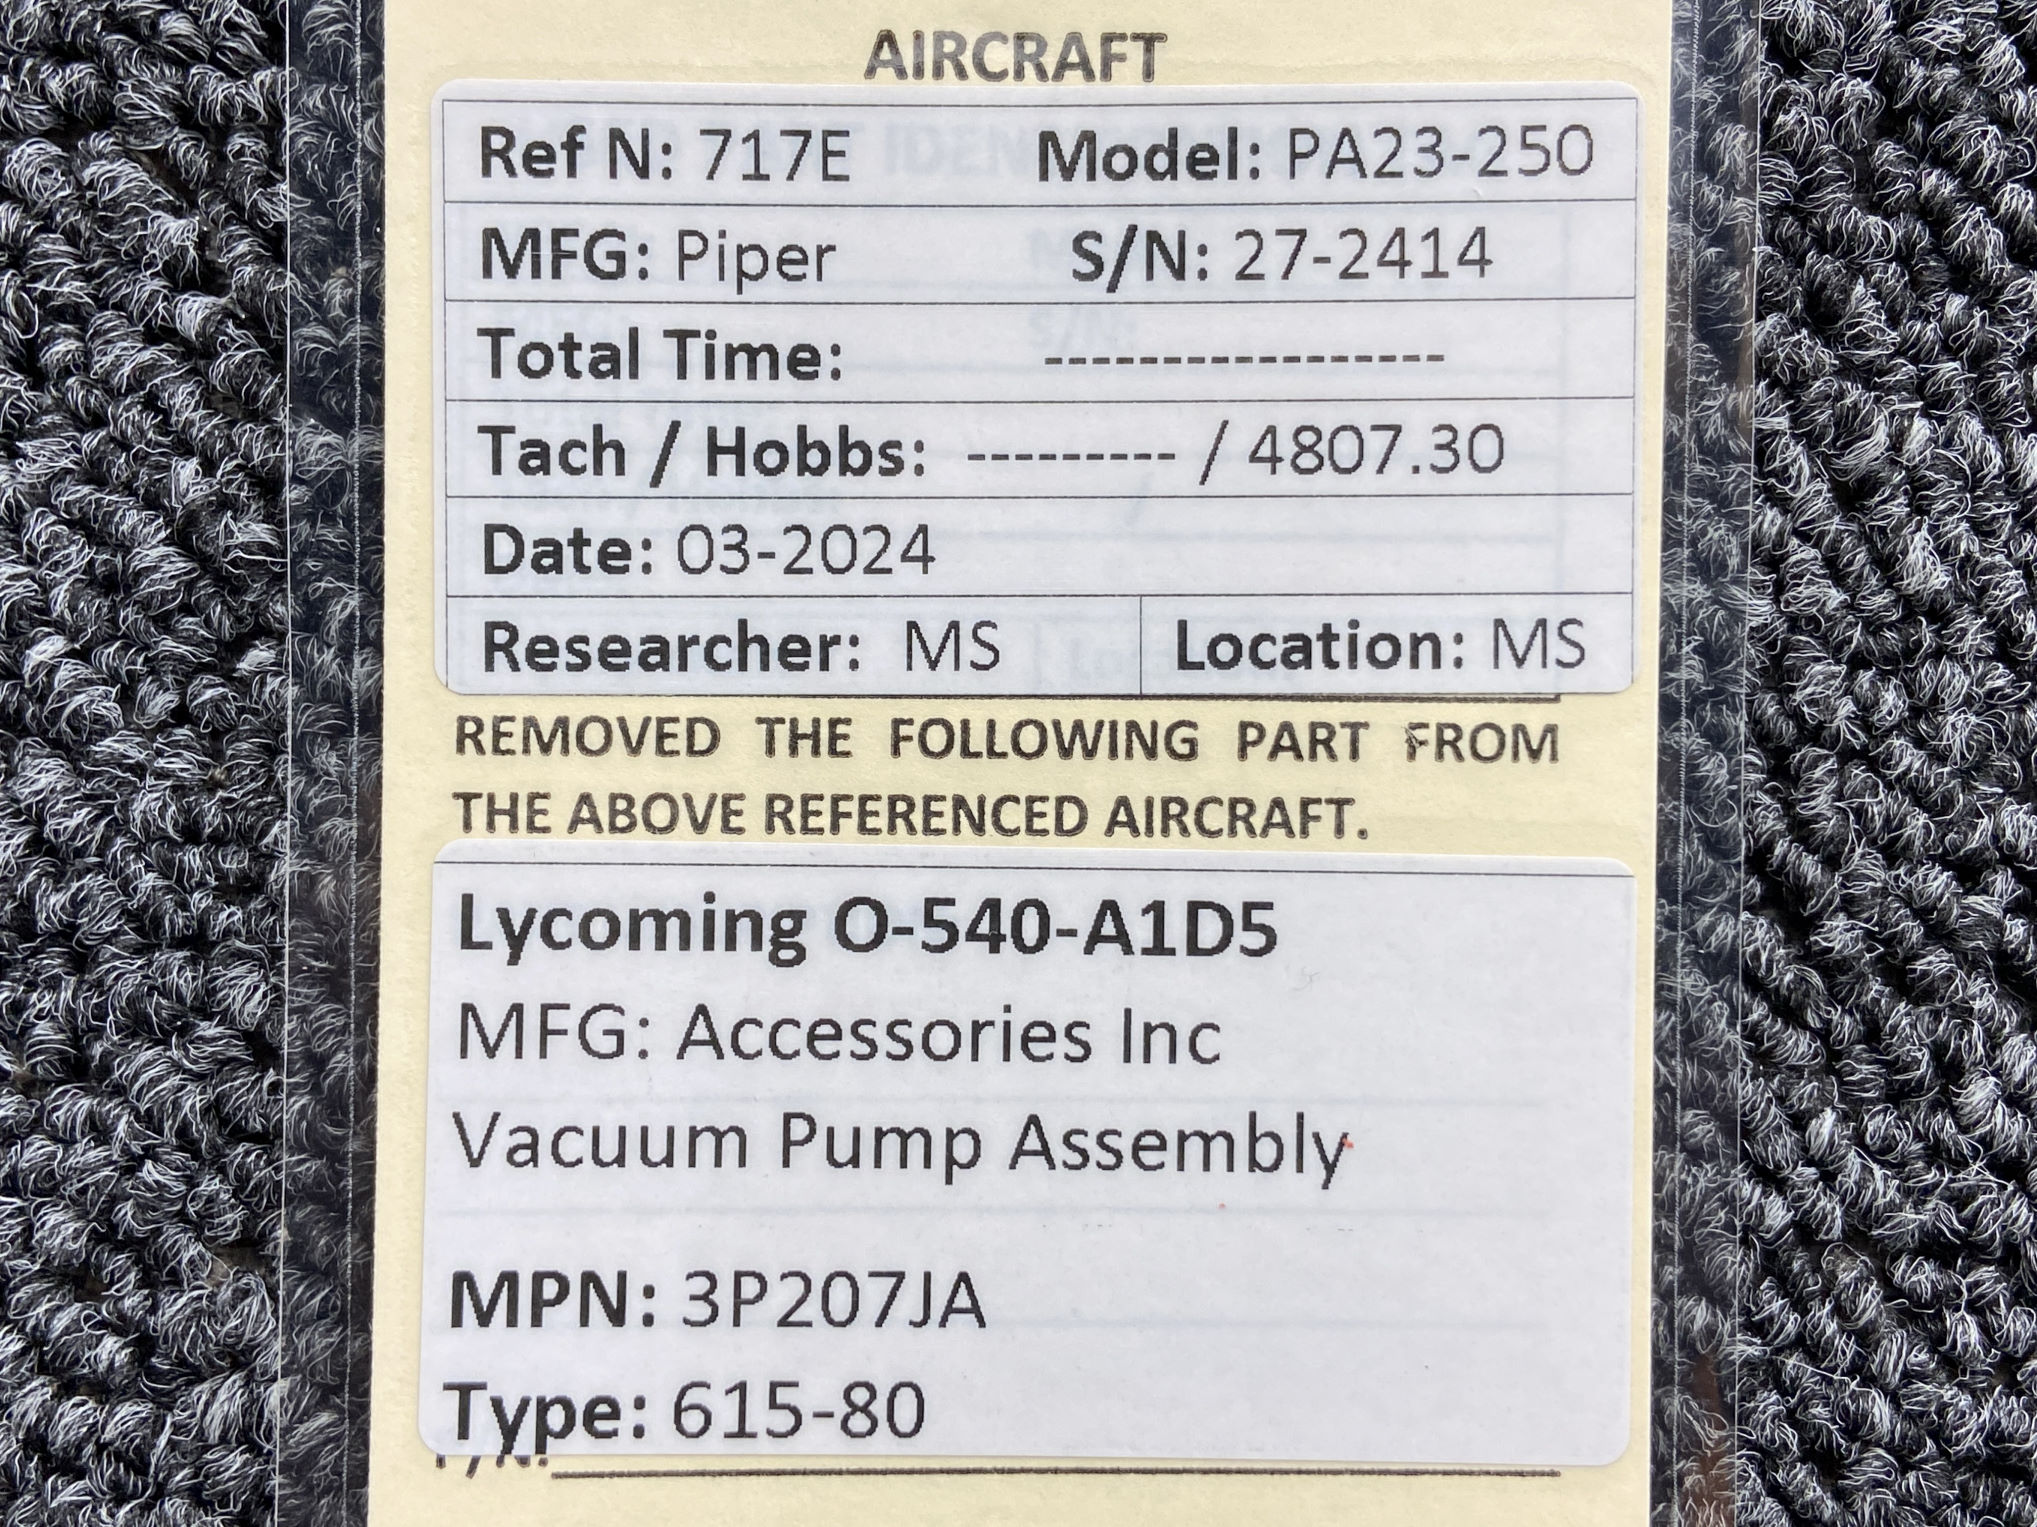 AIRCRAFT
Ref N: 717E Model: PA23-250
MFG: Piper S/N: 27-2414
Total Time: -----------------
Tach / Hobbs: --------- / 4807.30
Date: 03-2024
Researcher: MS Location: MS
REMOVED THE FOLLOWING PART FROM
THE ABOVE REFERENCED AIRCRAFT.
Lycoming O-540-A1D5
MFG: Accessories Inc
Vacuum Pump Assembly
MPN: 3P207JA
Type: 615-80